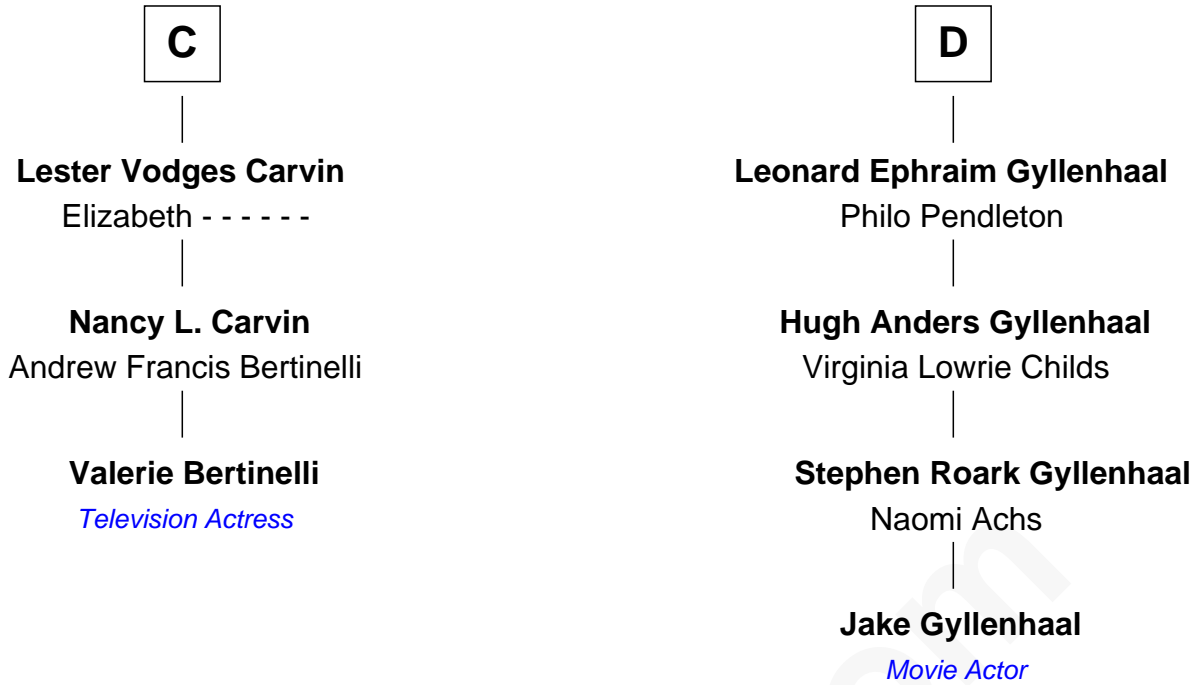 C
Lester Vodges Carvin
Elizabeth - - - - - -
Nancy L. Carvin
Andrew Francis Bertinelli
Valerie Bertinelli
Television Actress
D
Leonard Ephraim Gyllenhaal
Philo Pendleton
Hugh Anders Gyllenhaal
Virginia Lowrie Childs
Stephen Roark Gyllenhaal
Naomi Achs
Jake Gyllenhaal
Movie Actor